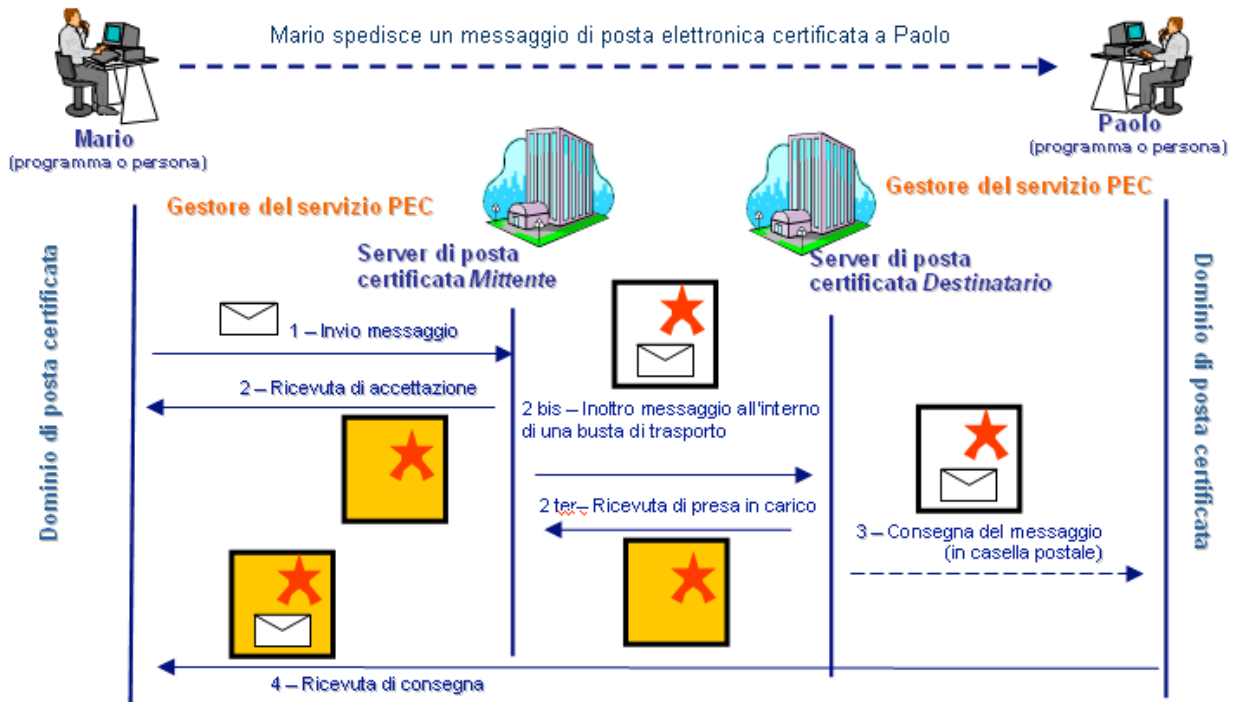 Mario spedisce un messaggio di posta elettronica certificata a Paolo
Mario
(programma o persona)
Paolo
(programma o persona)
Gestore del servizio PEC
Gestore del servizio PEC
Server di posta
certificata Mittente
Server di posta
certificata Destinatario
Dominio di posta certificata
Dominio di posta certificata
1 – Invio messaggio
2 – Ricevuta di accettazione
2 bis – Inoltro messaggio all'interno
di una busta di trasporto
2 ter– Ricevuta di presa in carico
3 – Consegna del messaggio
(in casella postale)
4 – Ricevuta di consegna